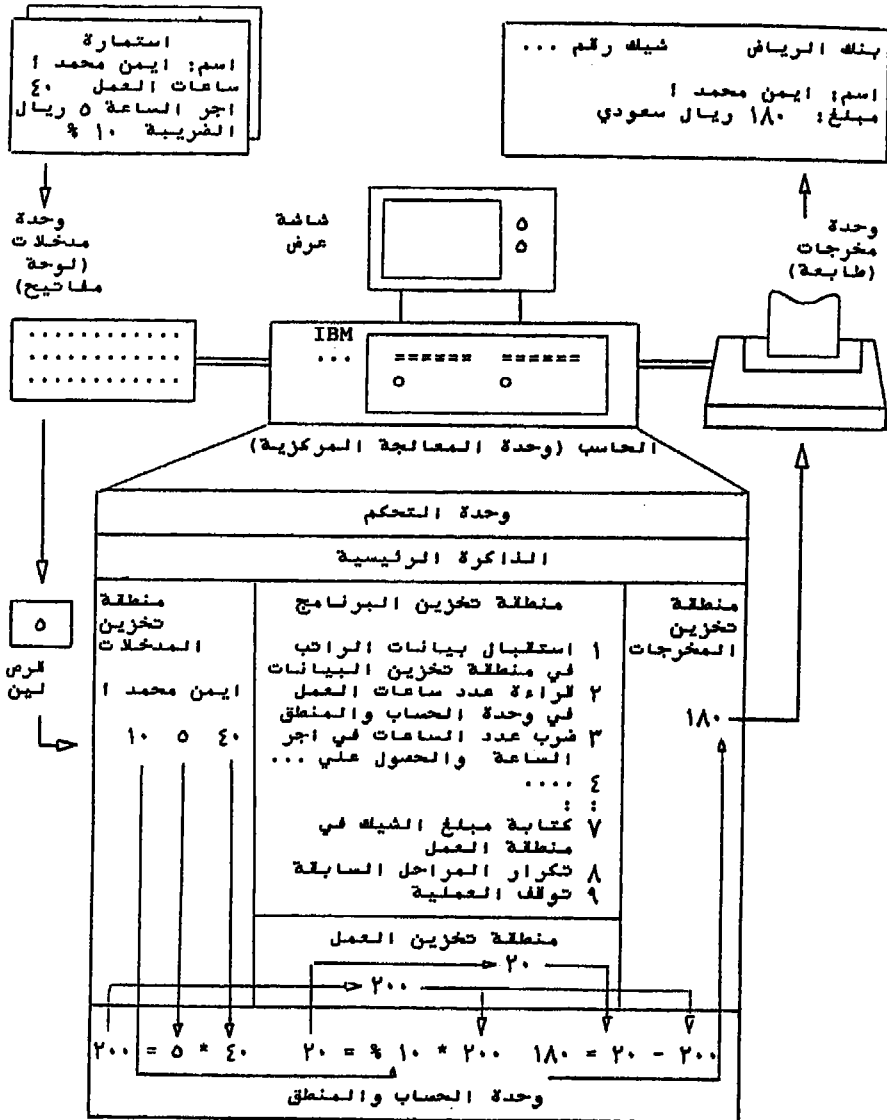 استمارة
اسم: ايمن محمد ا
ساعات العمل ٤٠
اجر الساعة ٥ ريال
الضريبة ١٠ %
بنك الرياض شيك رقم ...
اسم: ايمن محمد ا
مبلغ: ١٨٠ ريال سعودي
وحدة
مدخلات
(لوحة
مفاتيح)
شاشة
عرض
وحدة
مخرجات
(طابعة)
IBM
الحاسب (وحدة المعالجة المركزية)
وحدة التحكم
الذاكرة الرئيسية
قرص
لين
منطقة
تخزين
المدخلات
ايمن محمد ا
٤٠ ٥ ١٠
منطقة تخزين البرنامج
١ استقبال بيانات الراتب
في منطقة تخزين البيانات
٢ قراءة عدد ساعات العمل
في وحدة الحساب والمنطق
٣ ضرب عدد الساعات في اجر
الساعة والحصول علي ...
٤ ....
: :
٧ كتابة مبلغ الشيك في
منطقة العمل
٨ تكرار المراحل السابقة
٩ توقف العملية
منطقة
تخزين
المخرجات
١٨٠
منطقة تخزين العمل
٢٠
٢٠٠
٤٠ * ٥ = ٢٠٠
٢٠٠ * ١٠ % = ٢٠
٢٠٠ - ٢٠ = ١٨٠
وحدة الحساب والمنطق